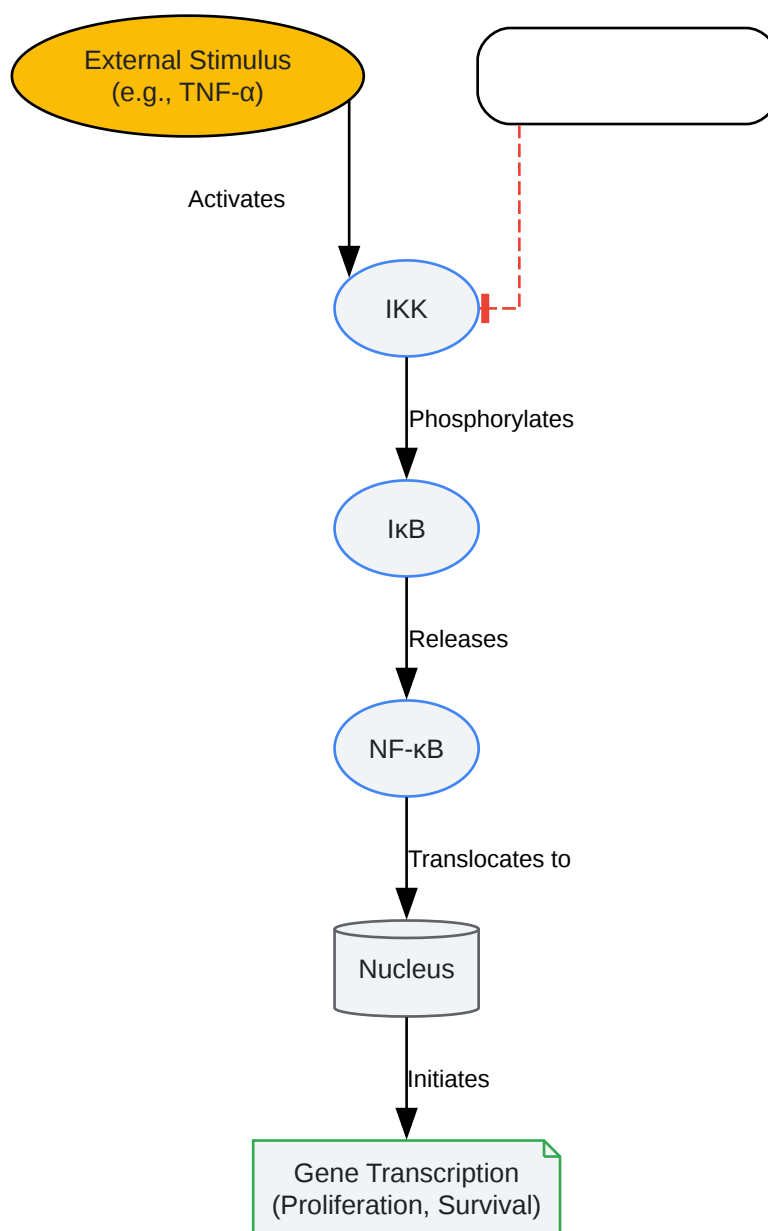 External Stimulus
(e.g., TNF-α)
Activates
IKK
Phosphorylates
IκB
Releases
NF-κB
Translocates to
Nucleus
Initiates
Gene Transcription
(Proliferation, Survival)